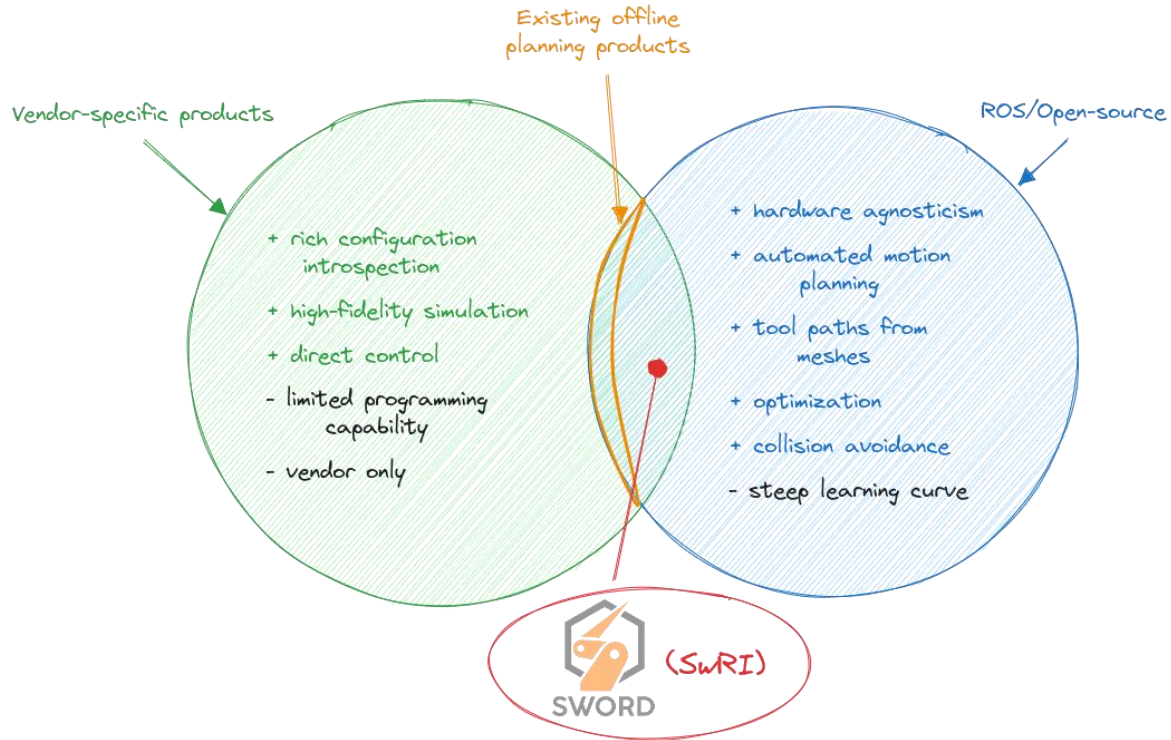 Existing offline
planning products
Vendor-specific products
ROS/Open-source
+ rich configuration
introspection
+ high-fidelity simulation
+ direct control
- limited programming
capability
- vendor only
+ hardware agnosticism
+ automated motion
planning
+ tool paths from
meshes
+ optimization
+ collision avoidance
- steep learning curve
(SwRI)
SWORD